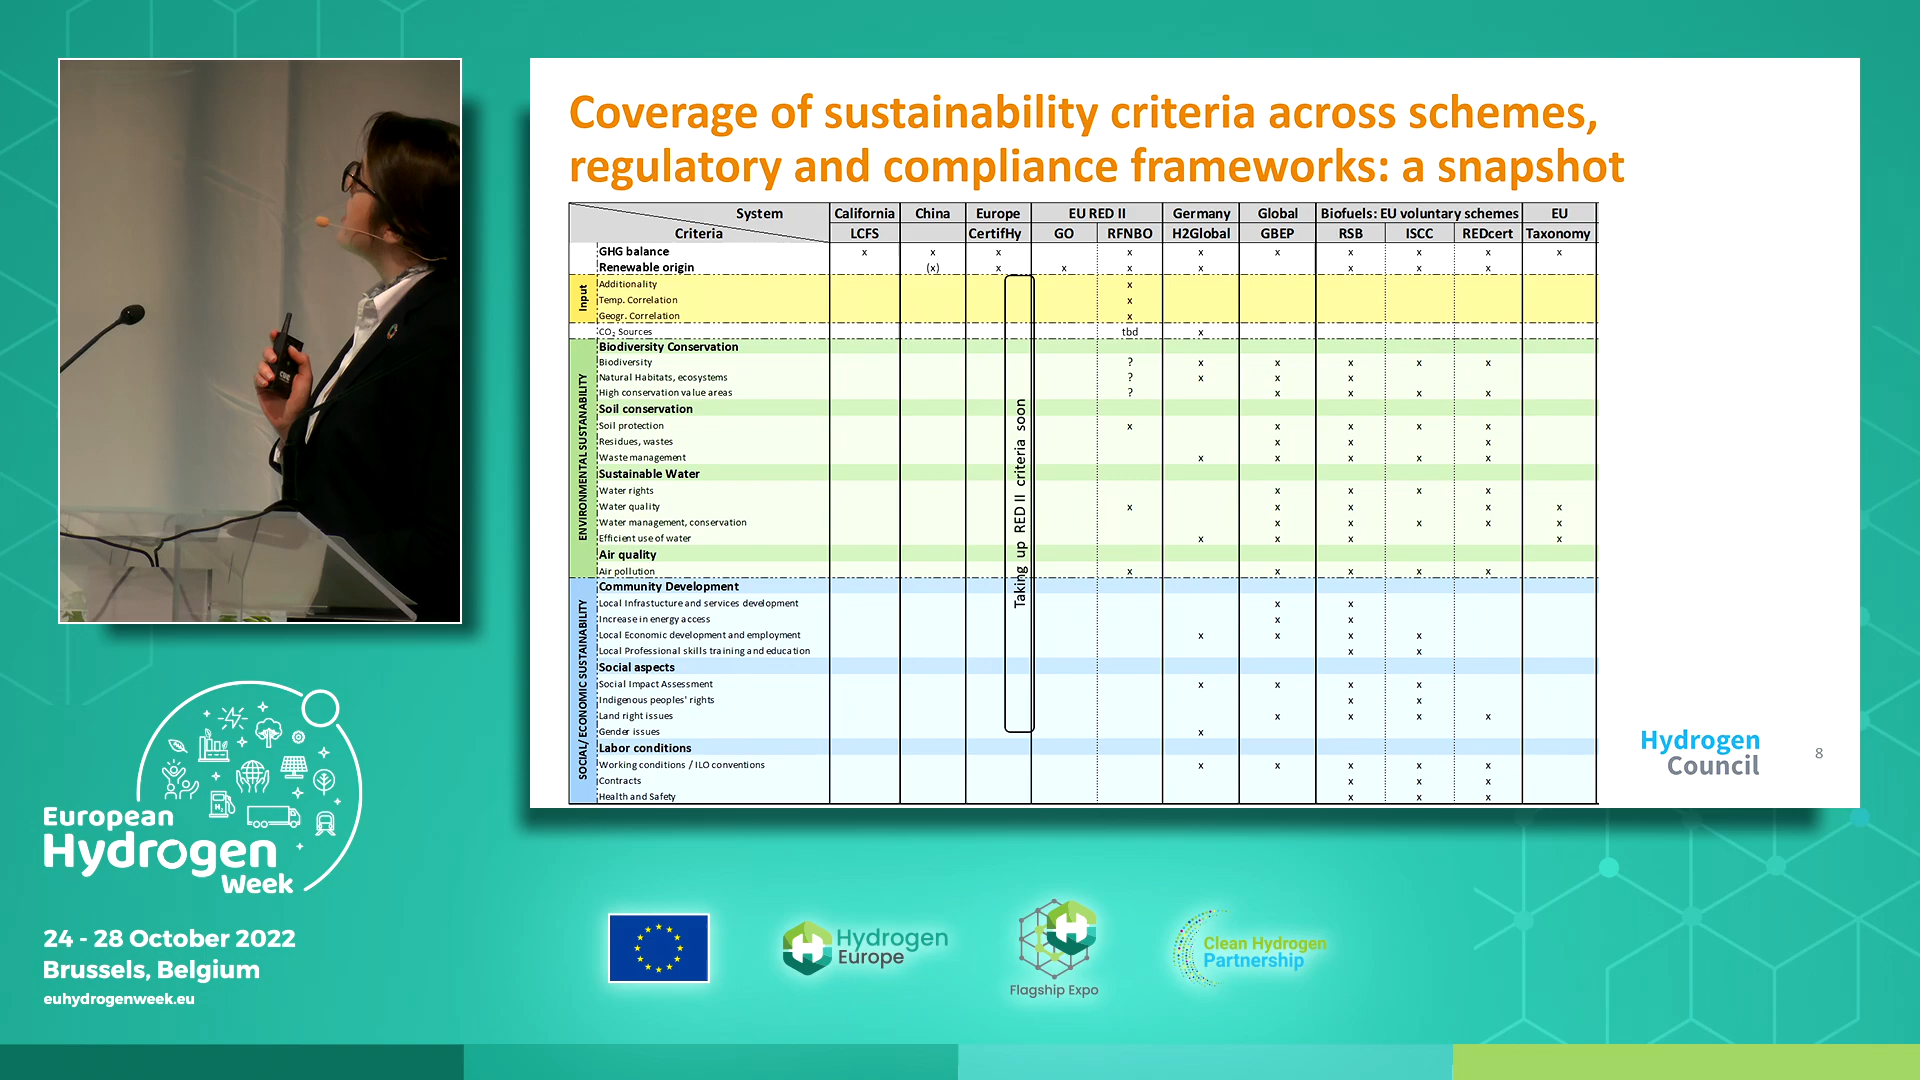 Coverage of sustainability criteria across schemes,
regulatory and compliance frameworks: a snapshot
System California China Europe EU RED II Germany Global Biofuels: EU voluntary schemes EU
Criteria LCFS CertifHy GO RFNBO H2Global GBEP RSB ISCC REDcert Taxonomy
GHG balance x x x x x x x x x x
Renewable origin (x) x x x x x x x
Input
Additionality x
Temp. Correlation x
Geogr. Correlation x
CO₂ Sources tbd x
ENVIRONMENTAL SUSTANABILITY
Biodiversity Conservation
Biodiversity ? x x x x x
Natural Habitats, ecosystems ? x x x
High conservation value areas ? x x x x
Soil conservation
Soil protection x x x x x
Residues, wastes x x x
Waste management x x x x x
Sustainable Water
Water rights x x x x
Water quality x x x x x
Water management, conservation x x x x x
Efficient use of water x x x x
Air quality
Air pollution x x x x x
Taking up RED II criteria soon
SOCIAL/ ECONOMIC SUSTAINABILITY
Community Development
Local Infrastucture and services development x x
Increase in energy access x x
Local Economic development and employment x x x x
Local Professional skills training and education x x
Social aspects
Social Impact Assessment x x x x
Indigenous peoples' rights x x
Land right issues x x x x
Gender issues x
Labor conditions
Working conditions / ILO conventions x x x x x
Contracts x x x
Health and Safety x x x
Hydrogen
Council
8
European
Hydrogen
Week
H₂
24 - 28 October 2022
Brussels, Belgium
euhydrogenweek.eu
Hydrogen
Europe
Flagship Expo
Clean Hydrogen
Partnership